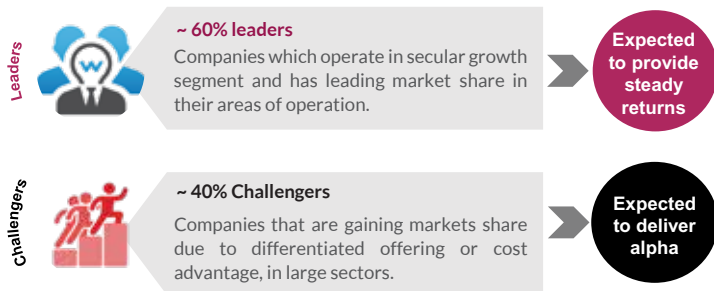 Leaders
w
~ 60% leaders
Companies which operate in secular growth
segment and has leading market share in
their areas of operation.
Expected
to provide
steady
returns
Challengers
~ 40% Challengers
Companies that are gaining markets share
due to differentiated offering or cost
advantage, in large sectors.
Expected
to deliver
alpha